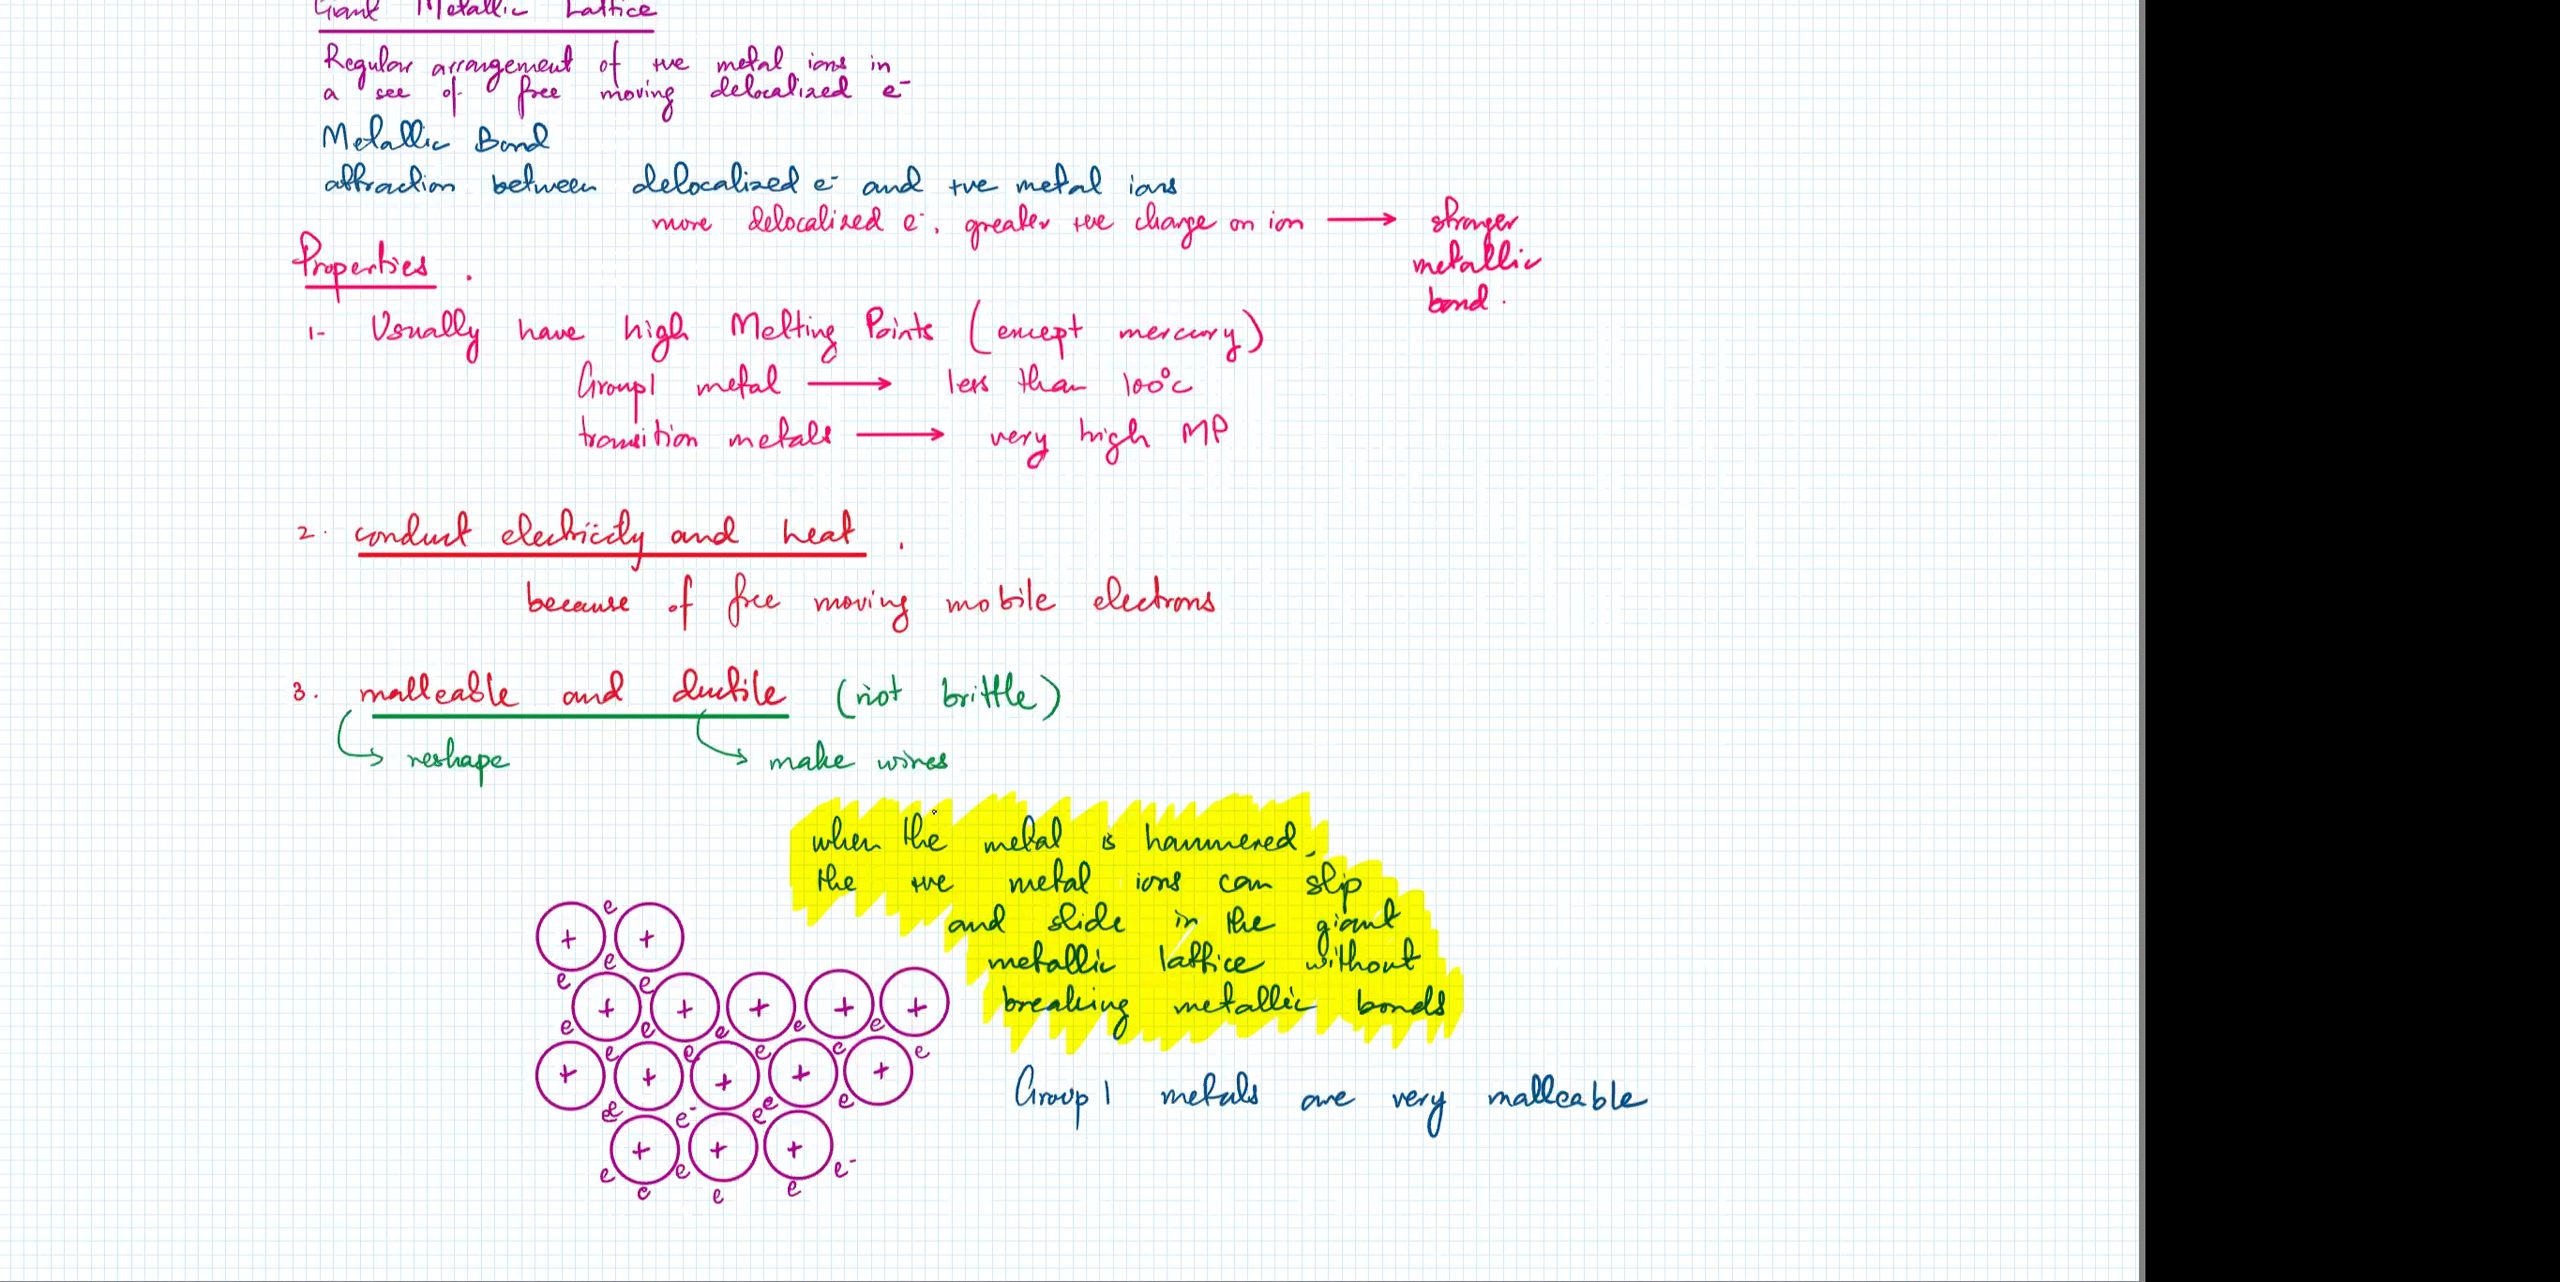 Giant Metallic Lattice
Regular arrangement of +ve metal ions in
a see of free moving delocalized e-
Metallic Bond
attraction between delocalized e- and +ve metal ions
more delocalized e-, greater +ve charge on ion → stronger
metallic
bond.
Properties.
1- Usually have high Melting Points (except mercury)
Group1 metal → less than 100°c
transition metals → very high MP
2. conduct electricity and heat.
because of free moving mobile electrons
3. malleable and ductile (not brittle)
reshape make wires
when the metal is hammered,
the +ve metal ions can slip
and slide in the giant
metallic lattice without
breaking metallic bonds
Group 1 metals are very malleable
e
+ +
e
e e
+ + + + +
e e e e e
e e e e e
+ + + + +
e e- e e e
+ + +
e e e-
e e e